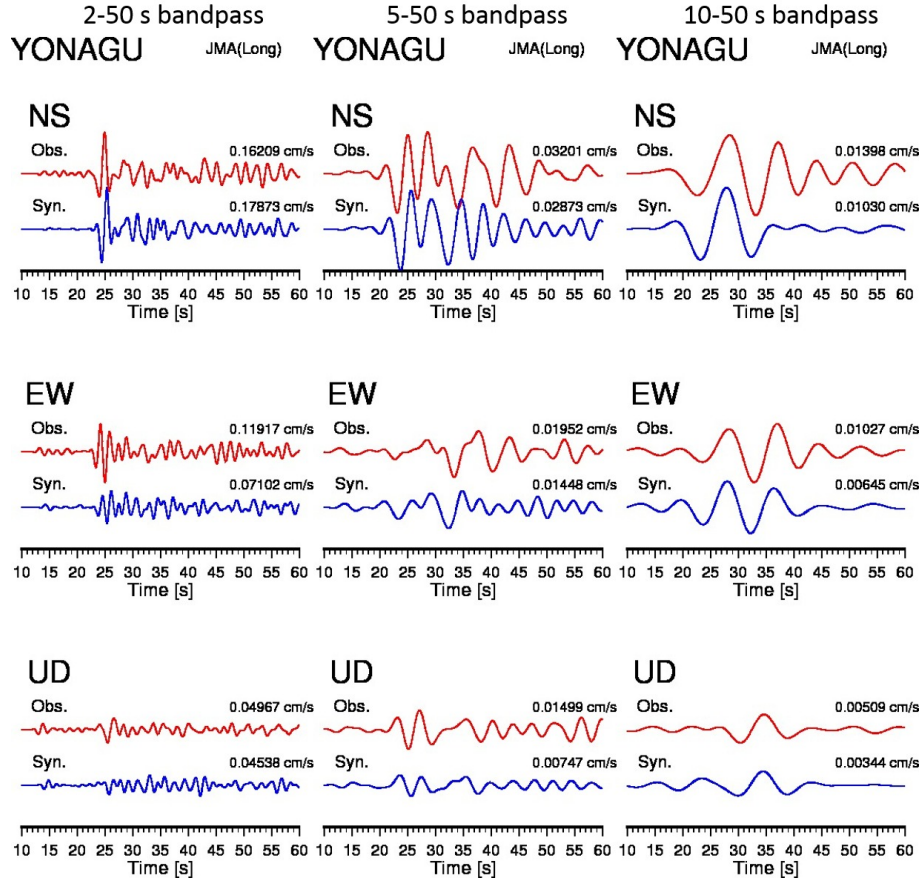 2-50 s bandpass 5-50 s bandpass 10-50 s bandpass
YONAGU JMA(Long) YONAGU JMA(Long) YONAGU JMA(Long)
NS NS NS
Obs. 0.16209 cm/s Obs. 0.03201 cm/s Obs. 0.01398 cm/s
Syn. 0.17873 cm/s Syn. 0.02873 cm/s Syn. 0.01030 cm/s
10 15 20 25 30 35 40 45 50 55 60 10 15 20 25 30 35 40 45 50 55 60 10 15 20 25 30 35 40 45 50 55 60
Time [s] Time [s] Time [s]
EW EW EW
Obs. 0.11917 cm/s Obs. 0.01952 cm/s Obs. 0.01027 cm/s
Syn. 0.07102 cm/s Syn. 0.01448 cm/s Syn. 0.00645 cm/s
10 15 20 25 30 35 40 45 50 55 60 10 15 20 25 30 35 40 45 50 55 60 10 15 20 25 30 35 40 45 50 55 60
Time [s] Time [s] Time [s]
UD UD UD
Obs. 0.04967 cm/s Obs. 0.01499 cm/s Obs. 0.00509 cm/s
Syn. 0.04538 cm/s Syn. 0.00747 cm/s Syn. 0.00344 cm/s
10 15 20 25 30 35 40 45 50 55 60 10 15 20 25 30 35 40 45 50 55 60 10 15 20 25 30 35 40 45 50 55 60
Time [s] Time [s] Time [s]